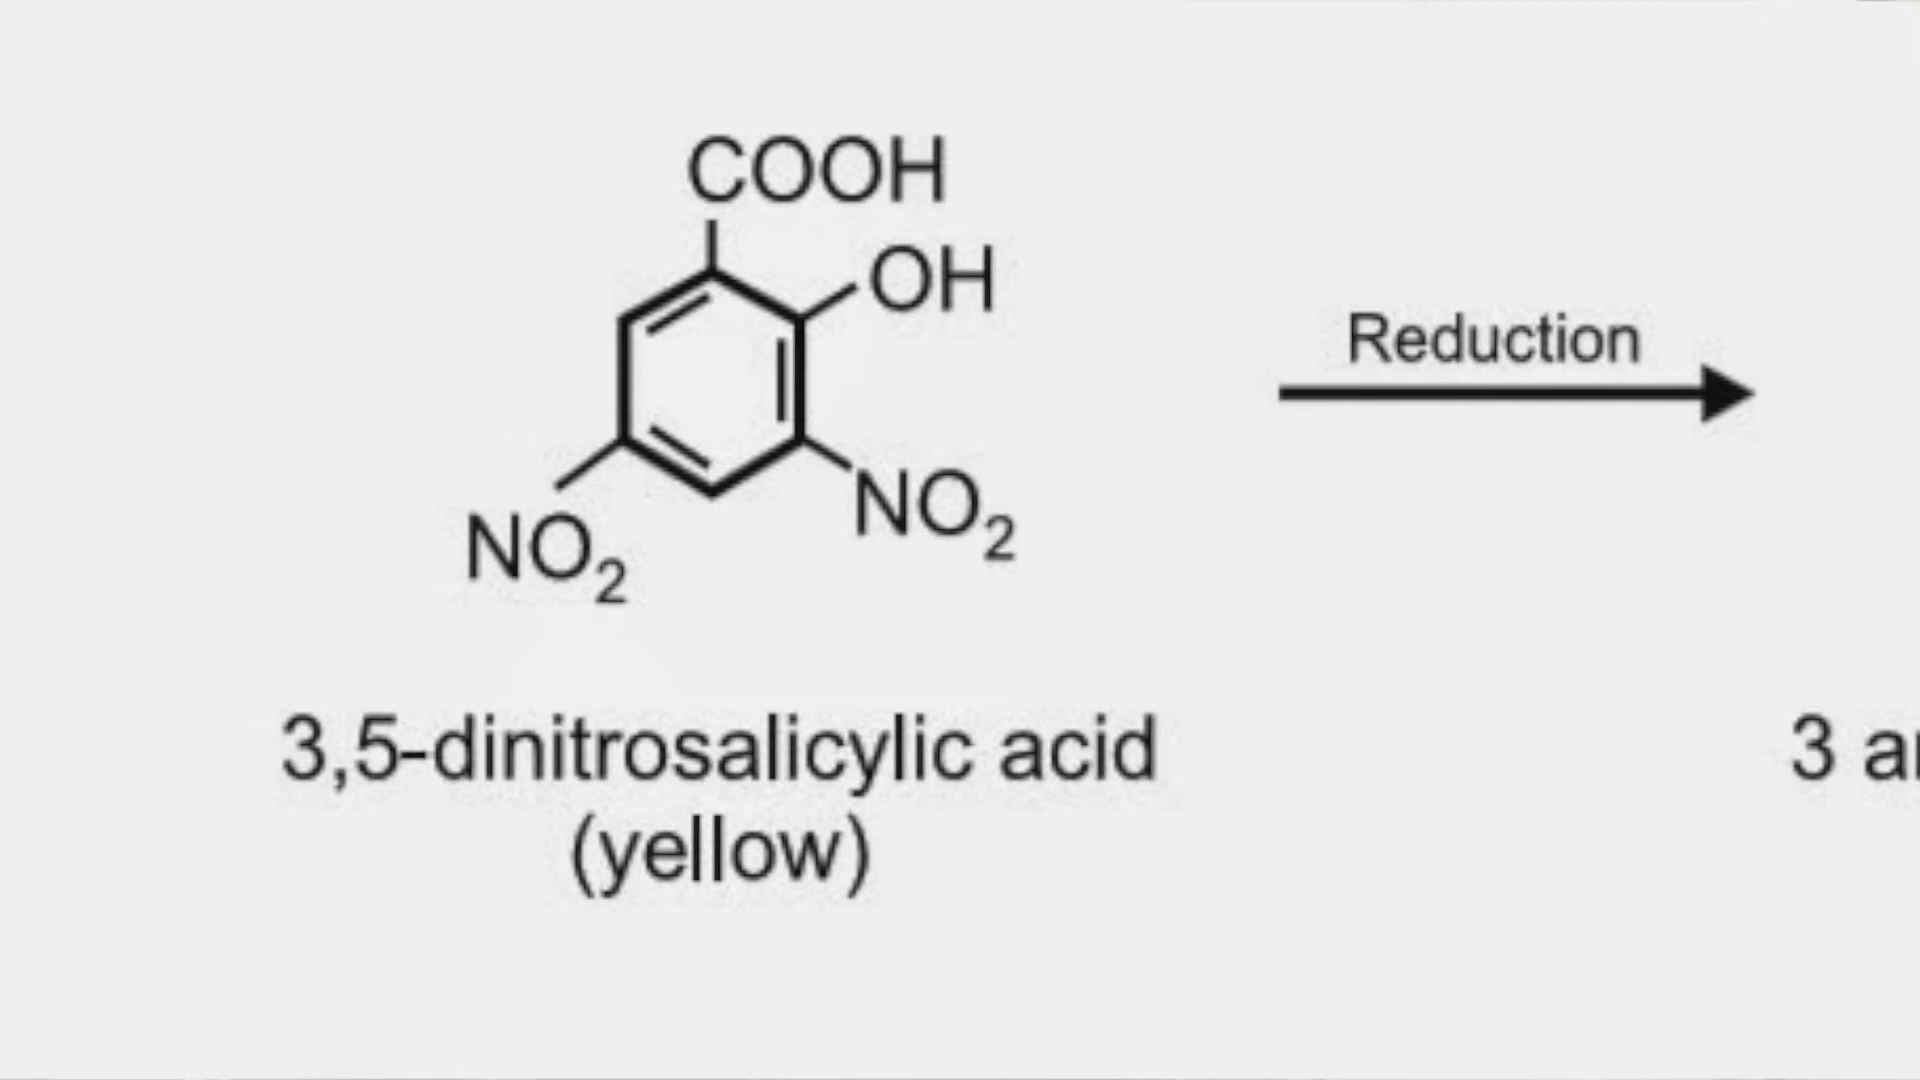 COOH
OH
Reduction
NO₂
NO₂
3,5-dinitrosalicylic acid
(yellow)
3